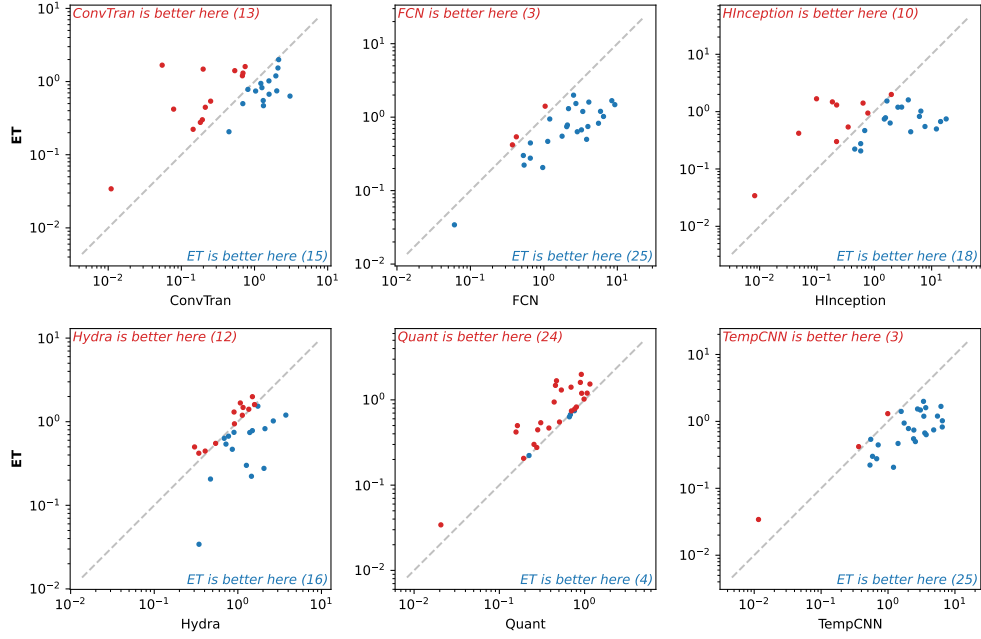 ConvTran is better here (13)
ET is better here (15)
10¹
10⁰
10⁻¹
10⁻²
ET
10⁻²
10⁻¹
10⁰
10¹
ConvTran
FCN is better here (3)
ET is better here (25)
10¹
10⁰
10⁻¹
10⁻²
10⁻²
10⁻¹
10⁰
10¹
FCN
HInception is better here (10)
ET is better here (18)
10¹
10⁰
10⁻¹
10⁻²
10⁻²
10⁻¹
10⁰
10¹
HInception
Hydra is better here (12)
ET is better here (16)
10¹
10⁰
10⁻¹
10⁻²
ET
10⁻²
10⁻¹
10⁰
10¹
Hydra
Quant is better here (24)
ET is better here (4)
10¹
10⁰
10⁻¹
10⁻²
10⁻²
10⁻¹
10⁰
Quant
TempCNN is better here (3)
ET is better here (25)
10¹
10⁰
10⁻¹
10⁻²
10⁻²
10⁻¹
10⁰
10¹
TempCNN